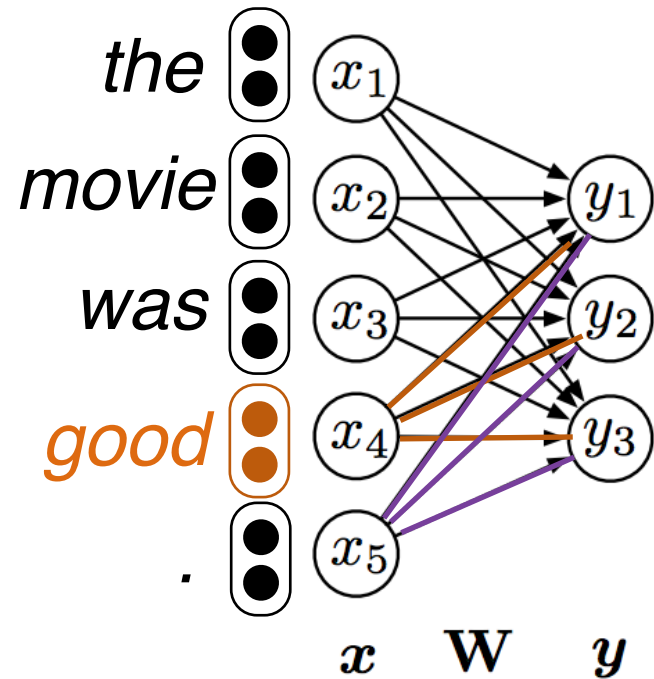 the x₁
movie x₂ y₁
was x₃ y₂
good x₄ y₃
. x₅
x W y